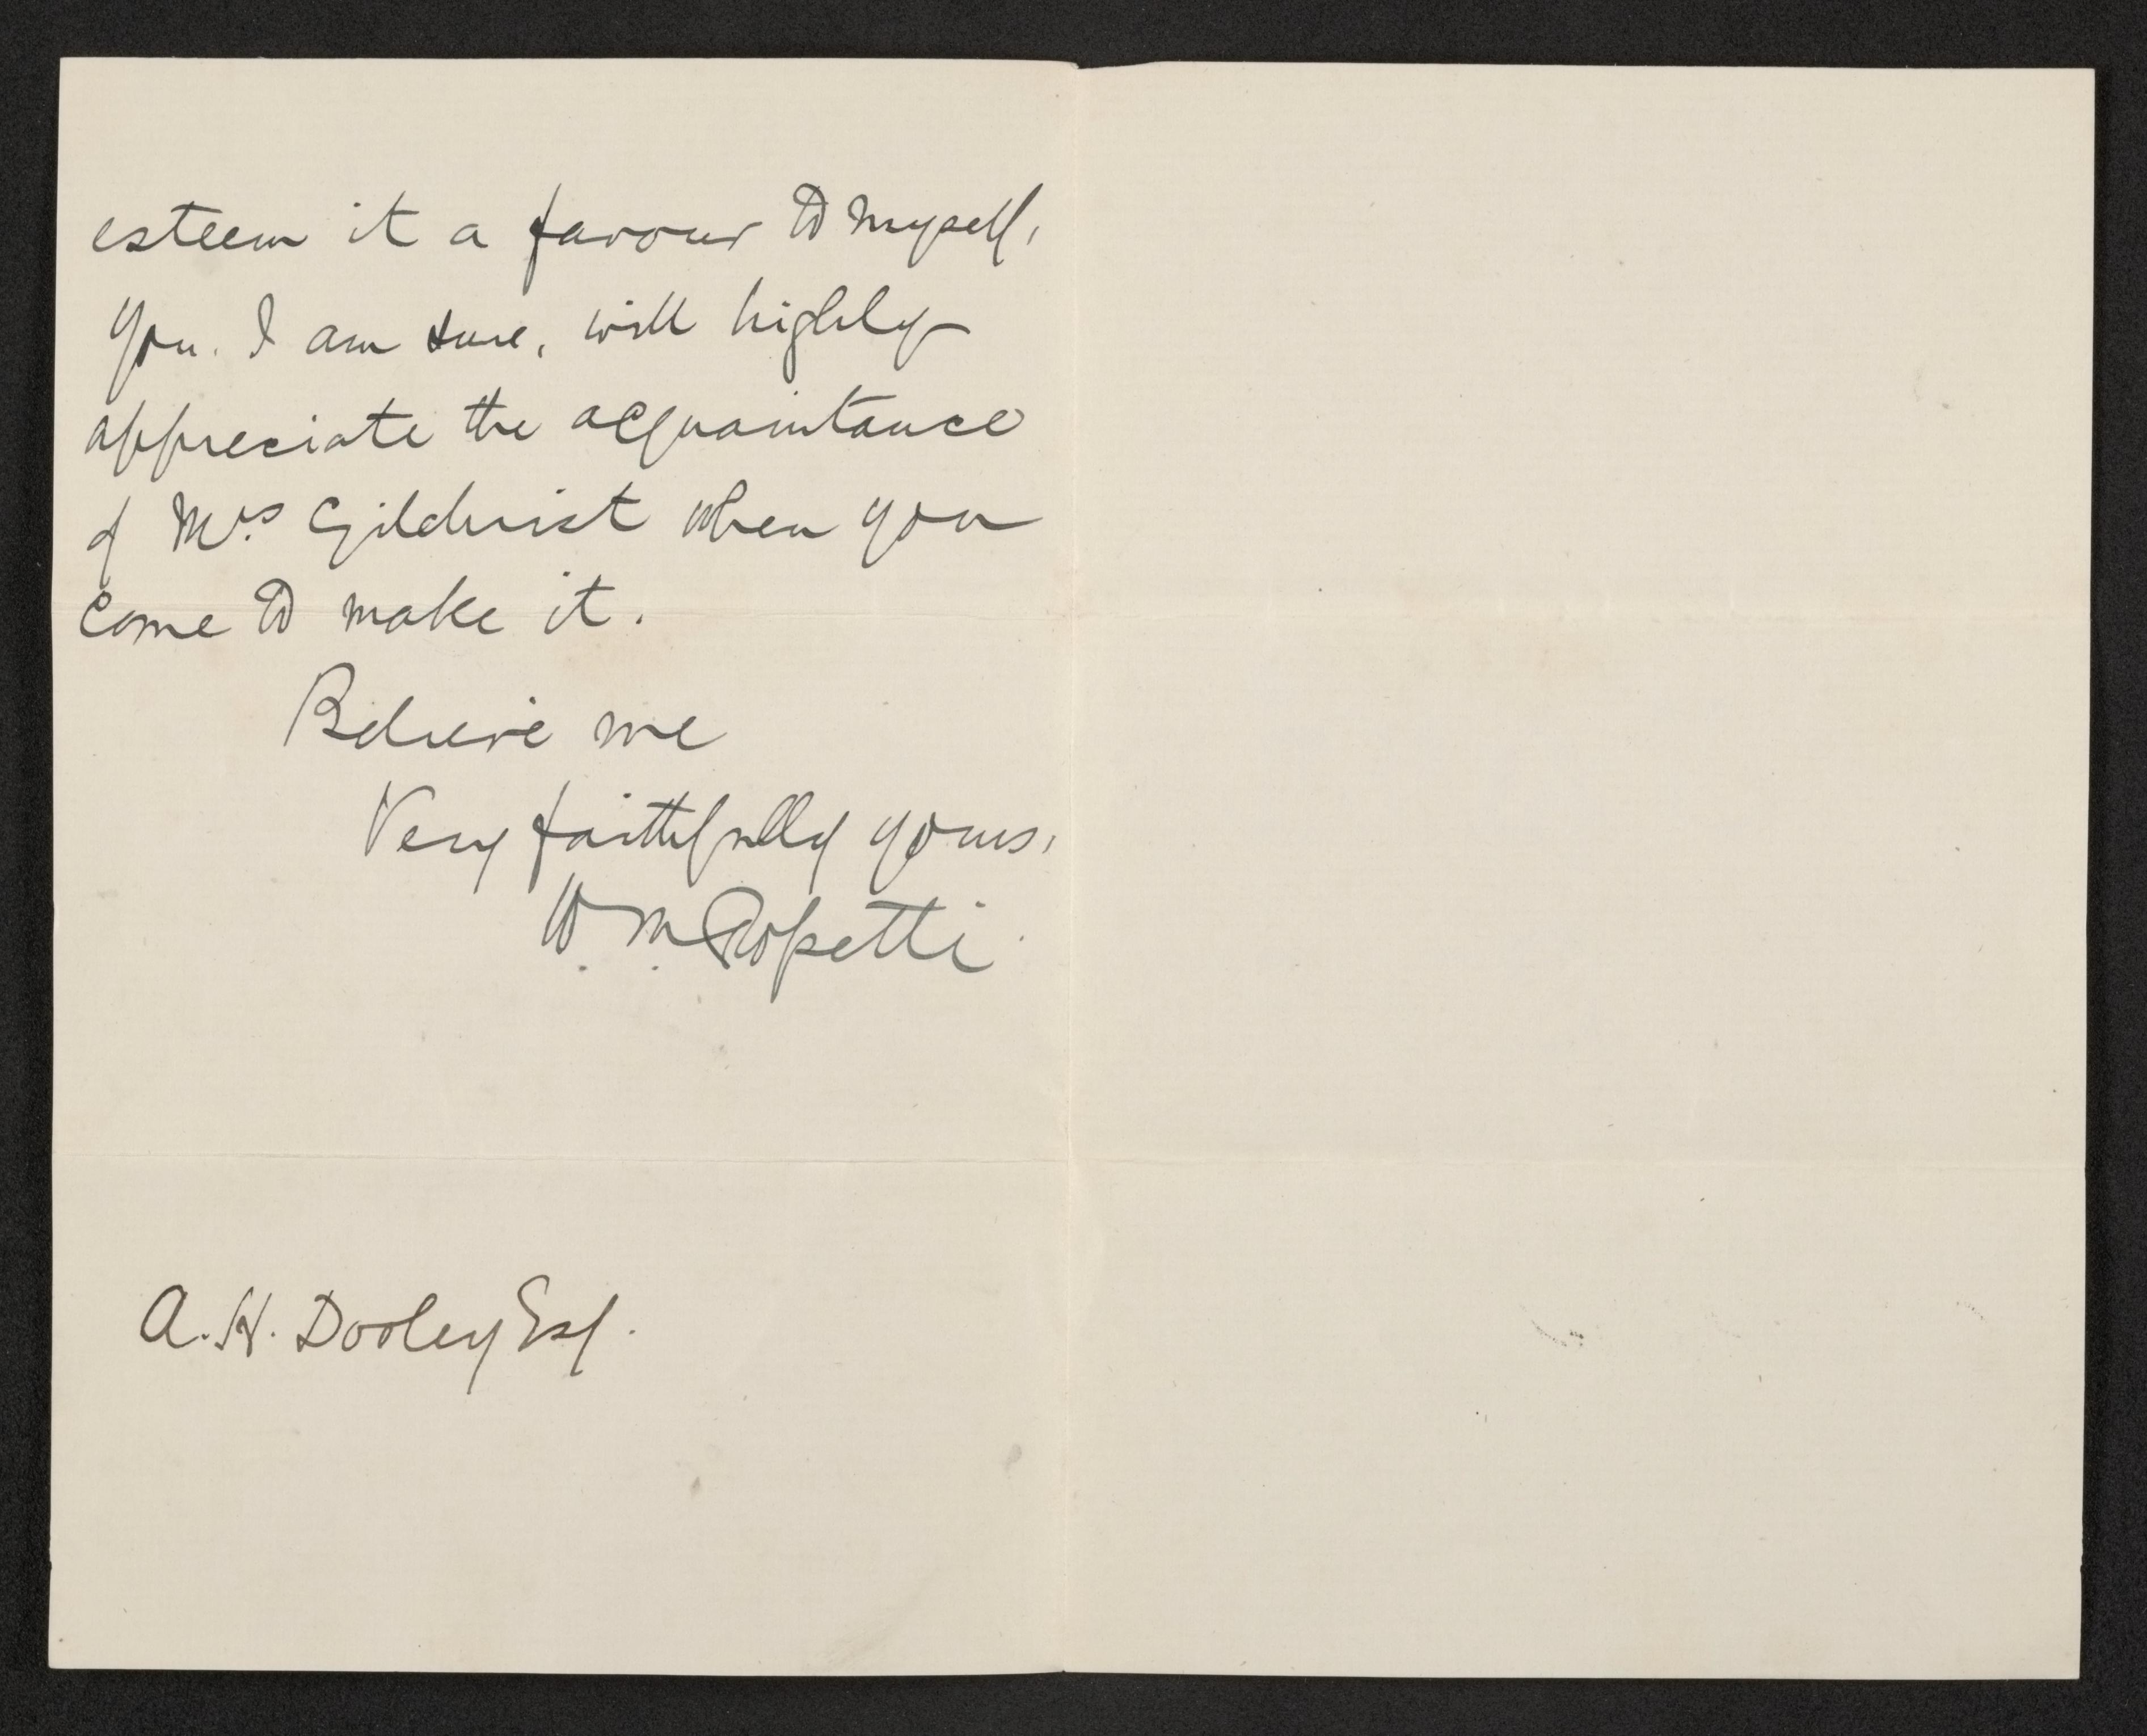 esteem it a favour to myself.
You, I am sure, will highly
appreciate the acquaintance
of Mrs. Gilchrist when you
come to make it.
Believe me
Very faithfully yours,
W. M. Rossetti.
A. H. Dooley Esq.